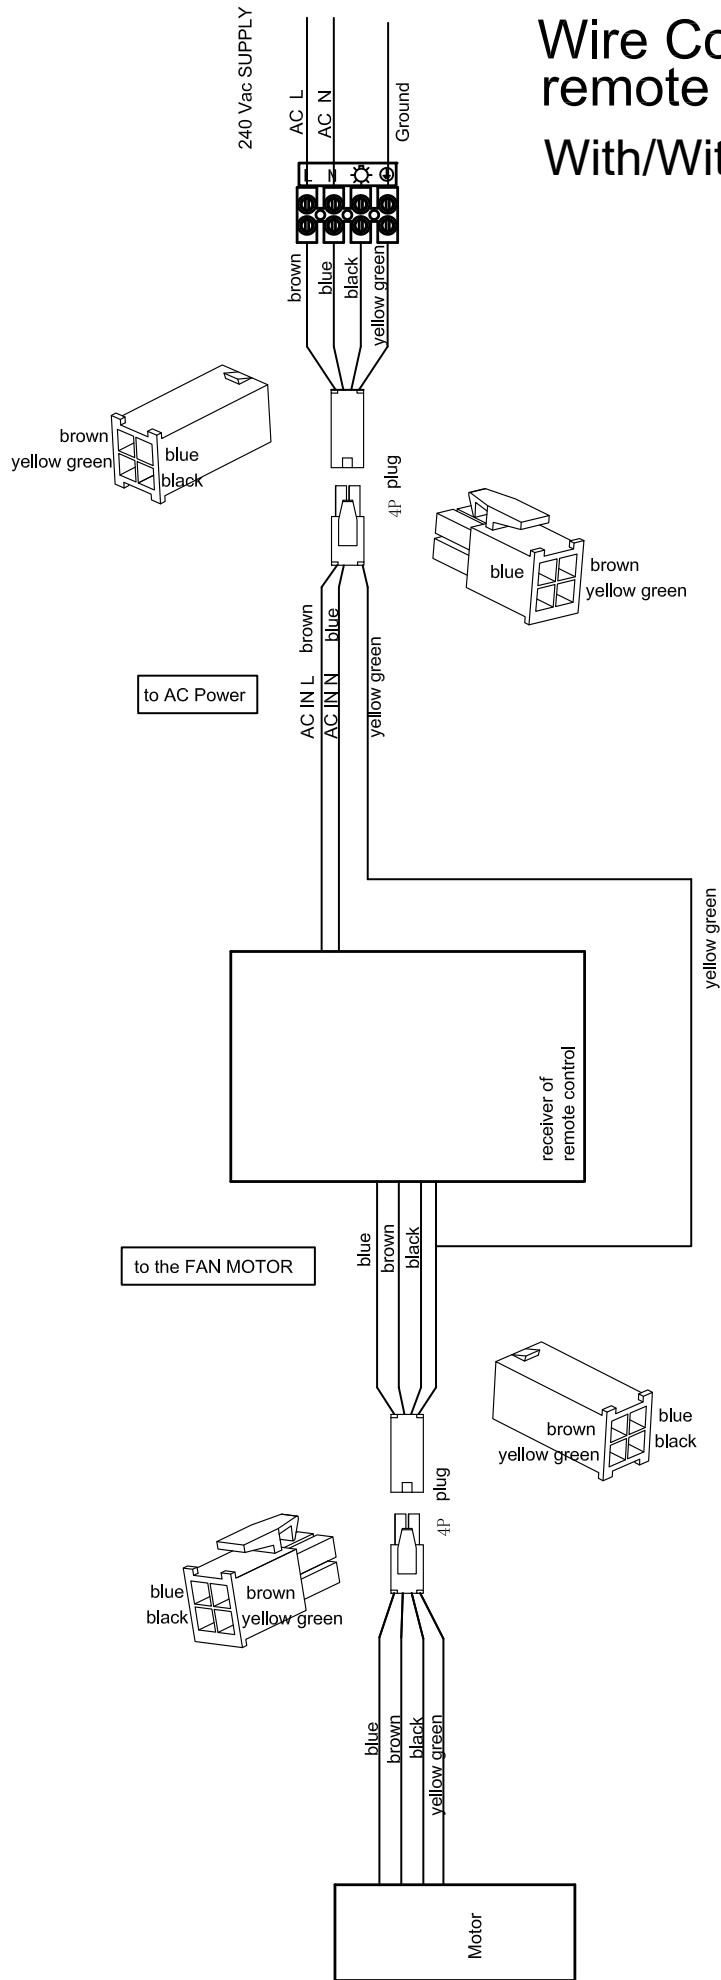 Wire Co
remote
With/Wit
240 Vac SUPPLY
AC L
AC N
Ground
L N
brown
blue
black
yellow green
brown
yellow green
blue
black
4P plug
blue
brown
yellow green
brown
blue
AC IN L
AC IN N
yellow green
to AC Power
yellow green
receiver of
remote control
to the FAN MOTOR
blue
brown
black
brown
yellow green
blue
black
4P plug
blue
black
brown
yellow green
blue
brown
black
yellow green
Motor